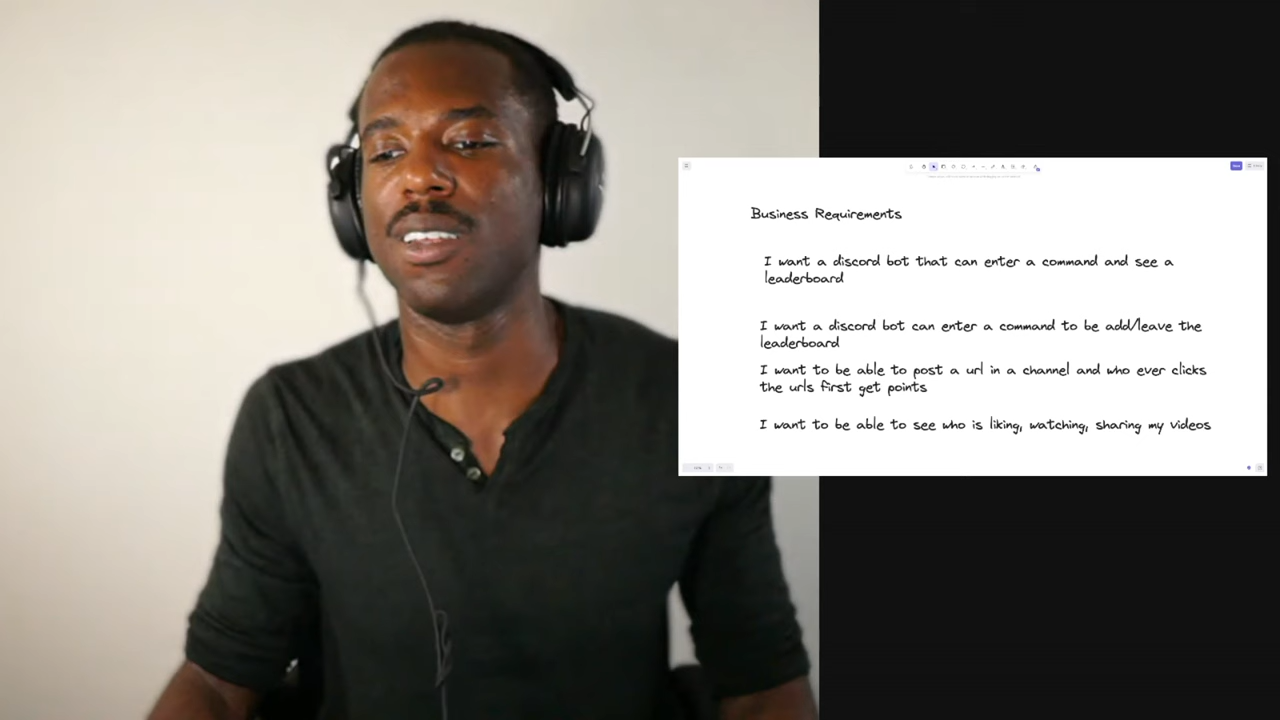 Business Requirements
I want a discord bot that can enter a command and see a
leaderboard
I want a discord bot can enter a command to be add/leave the
leaderboard
I want to be able to post a url in a channel and who ever clicks
the urls first get points
I want to be able to see who is liking, watching, sharing my videos